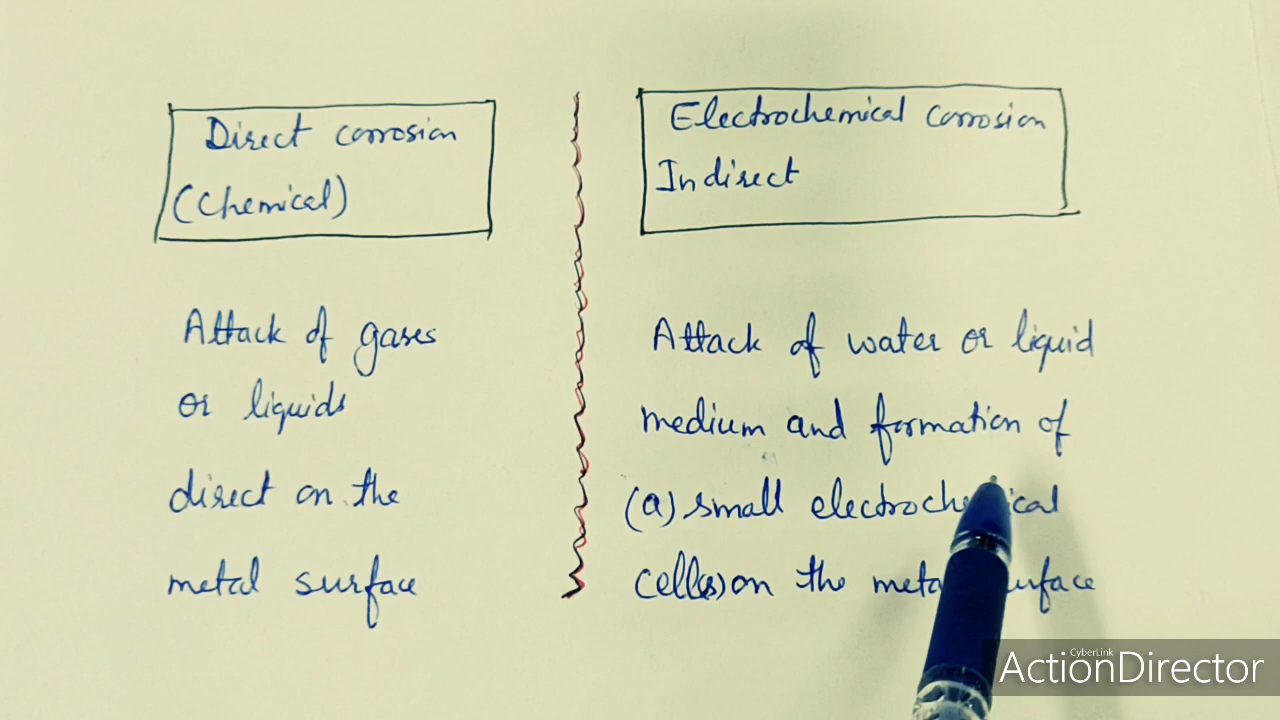 Direct corrosion
(Chemical)
Attack of gases
or liquids
direct on the
metal surface
Electrochemical corrosion
Indirect
Attack of water or liquid
medium and formation of
(a) small electrochemical
cell(s) on the metal surface
CyberLink
ActionDirector